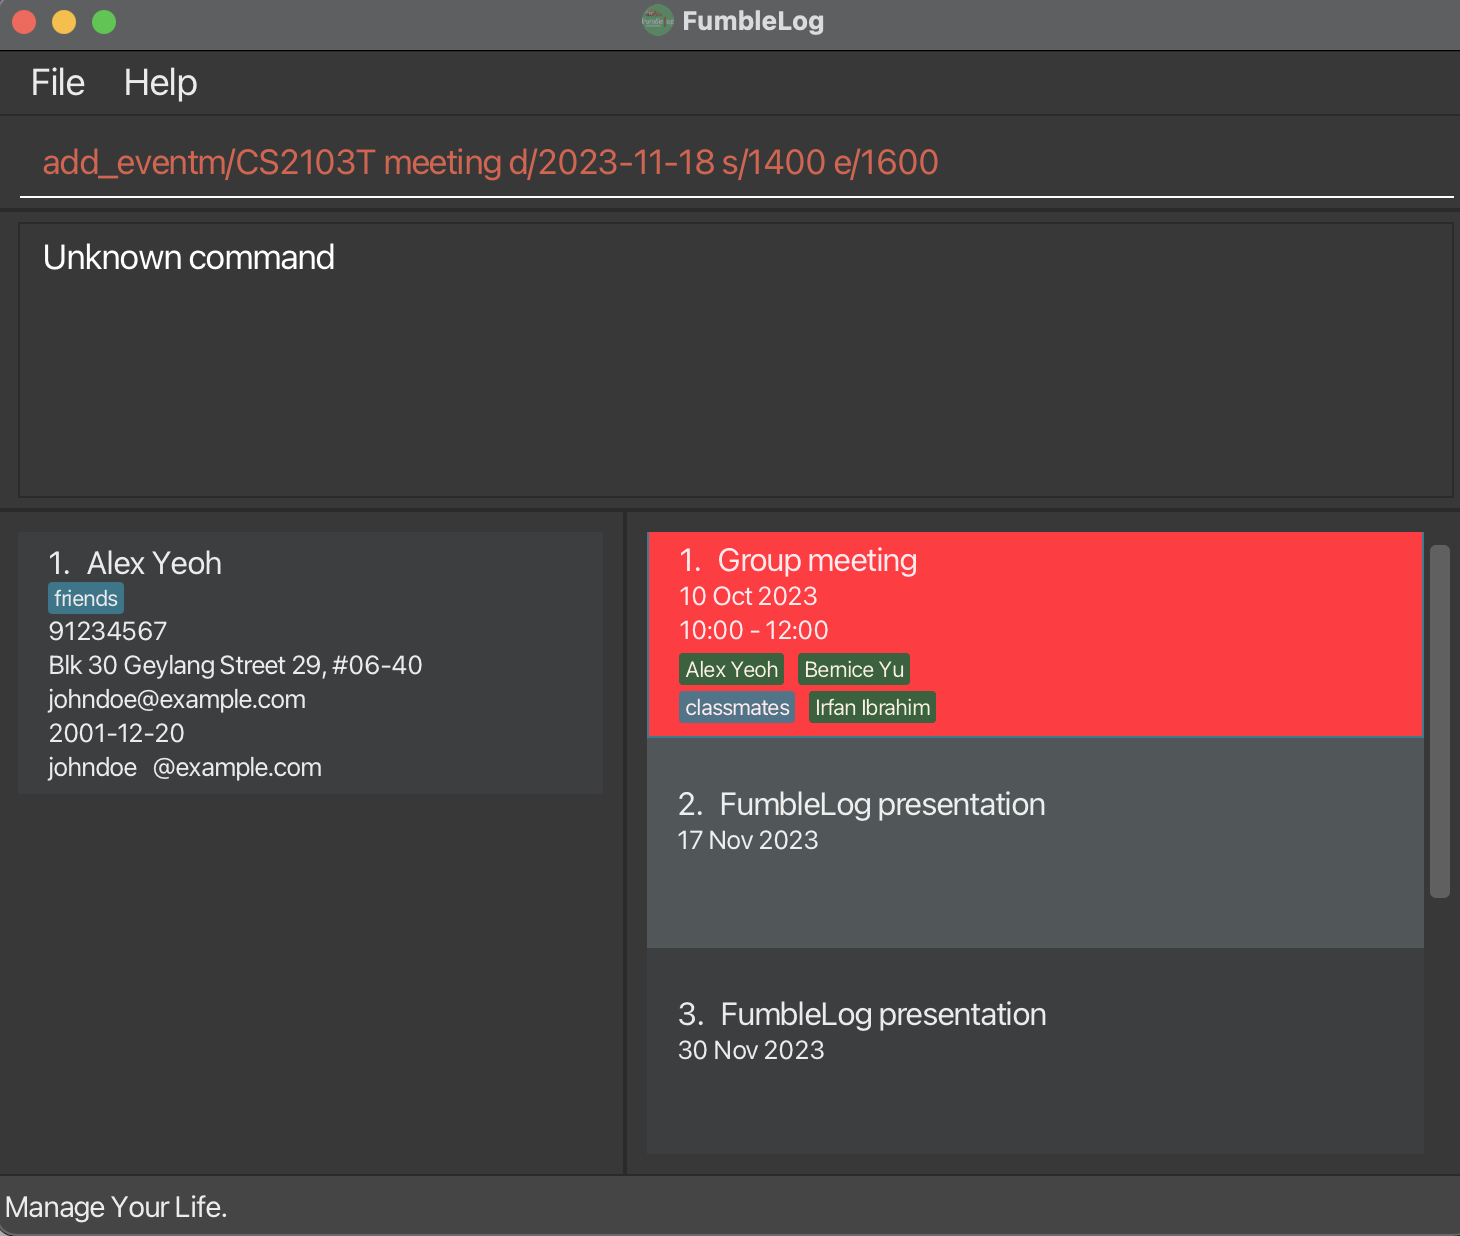 FumbleLog
File Help
add_eventm/CS2103T meeting d/2023-11-18 s/1400 e/1600
Unknown command
1. Alex Yeoh
friends
91234567
Blk 30 Geylang Street 29, #06-40
johndoe@example.com
2001-12-20
johndoe @example.com
1. Group meeting
10 Oct 2023
10:00 - 12:00
Alex Yeoh Bernice Yu
classmates Irfan Ibrahim
2. FumbleLog presentation
17 Nov 2023
3. FumbleLog presentation
30 Nov 2023
Manage Your Life.